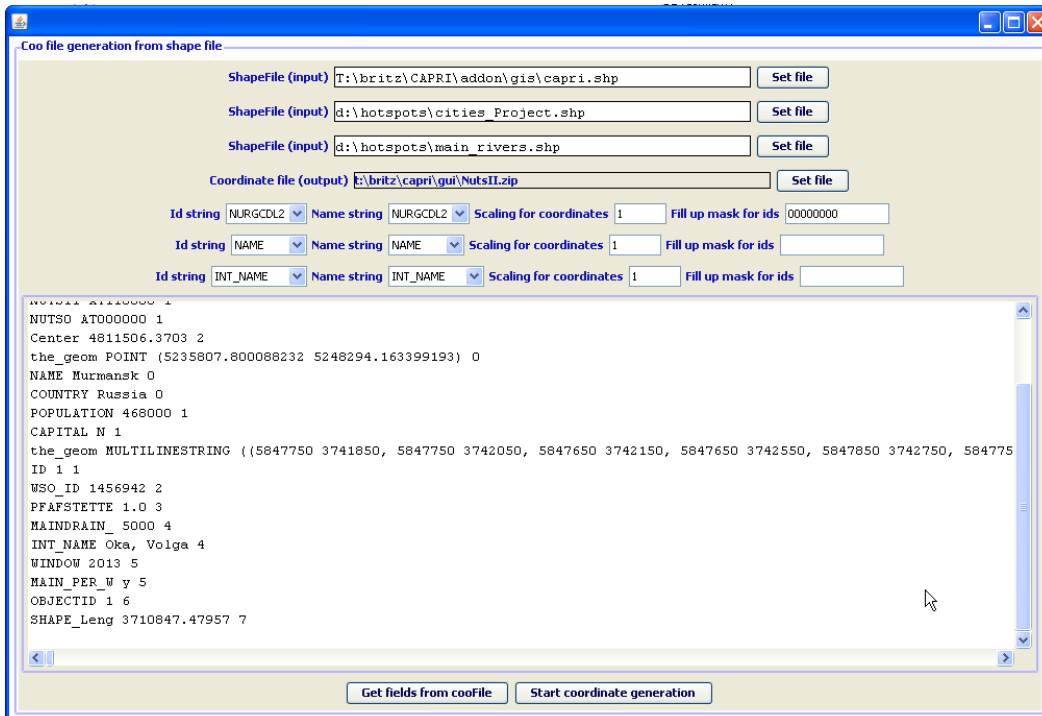 Coo file generation from shape file
ShapeFile (input) T:\britz\CAPRI\addon\gis\capri.shp Set file
ShapeFile (input) d:\hotspots\cities_Project.shp Set file
ShapeFile (input) d:\hotspots\main_rivers.shp Set file
Coordinate file (output) t:\britz\capri\gui\NutsII.zip Set file
Id string NURGCDL2 Name string NURGCDL2 Scaling for coordinates 1 Fill up mask for ids 00000000
Id string NAME Name string NAME Scaling for coordinates 1 Fill up mask for ids
Id string INT_NAME Name string INT_NAME Scaling for coordinates 1 Fill up mask for ids
NUTS0 AT000000 1
Center 4811506.3703 2
the_geom POINT (5235807.800088232 5248294.163399193) 0
NAME Murmansk 0
COUNTRY Russia 0
POPULATION 468000 1
CAPITAL N 1
the_geom MULTILINESTRING ((5847750 3741850, 5847750 3742050, 5847650 3742150, 5847650 3742550, 5847850 3742750, 584775
ID 1 1
WSO_ID 1456942 2
PFAFSTETTE 1.0 3
MAINDRAIN_ 5000 4
INT_NAME Oka, Volga 4
WINDOW 2013 5
MAIN_PER_W y 5
OBJECTID 1 6
SHAPE_Leng 3710847.47957 7
Get fields from cooFile Start coordinate generation